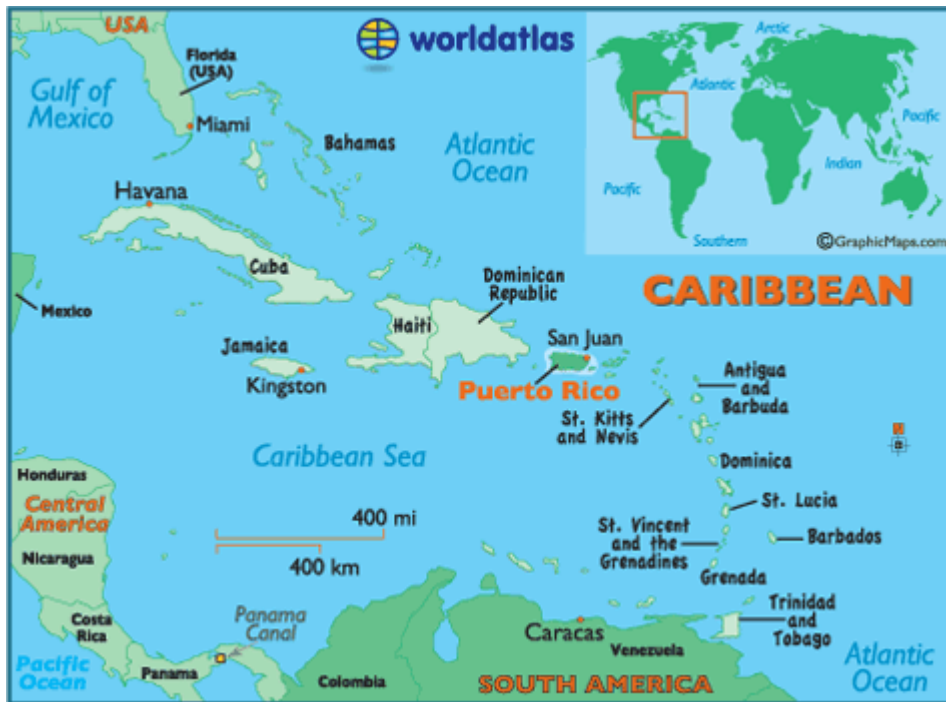 USA
worldatlas
Florida
(USA)
Gulf of
Mexico
Miami
Bahamas
Atlantic
Ocean
Arctic
Atlantic
Pacific
Indian
Pacific
Southern
©GraphicMaps.com
Havana
Cuba
Mexico
Dominican
Republic
Haiti
CARIBBEAN
Jamaica
Kingston
San Juan
Puerto Rico
Antigua
and
Barbuda
St. Kitts
and Nevis
N
Caribbean Sea
Dominica
Honduras
Central
America
400 mi
St. Lucia
Nicaragua
400 km
St. Vincent
and the
Grenadines
Barbados
Grenada
Costa
Rica
Panama
Canal
Trinidad
and
Tobago
Caracas
Venezuela
Pacific
Ocean
Panama
Colombia
SOUTH AMERICA
Atlantic
Ocean